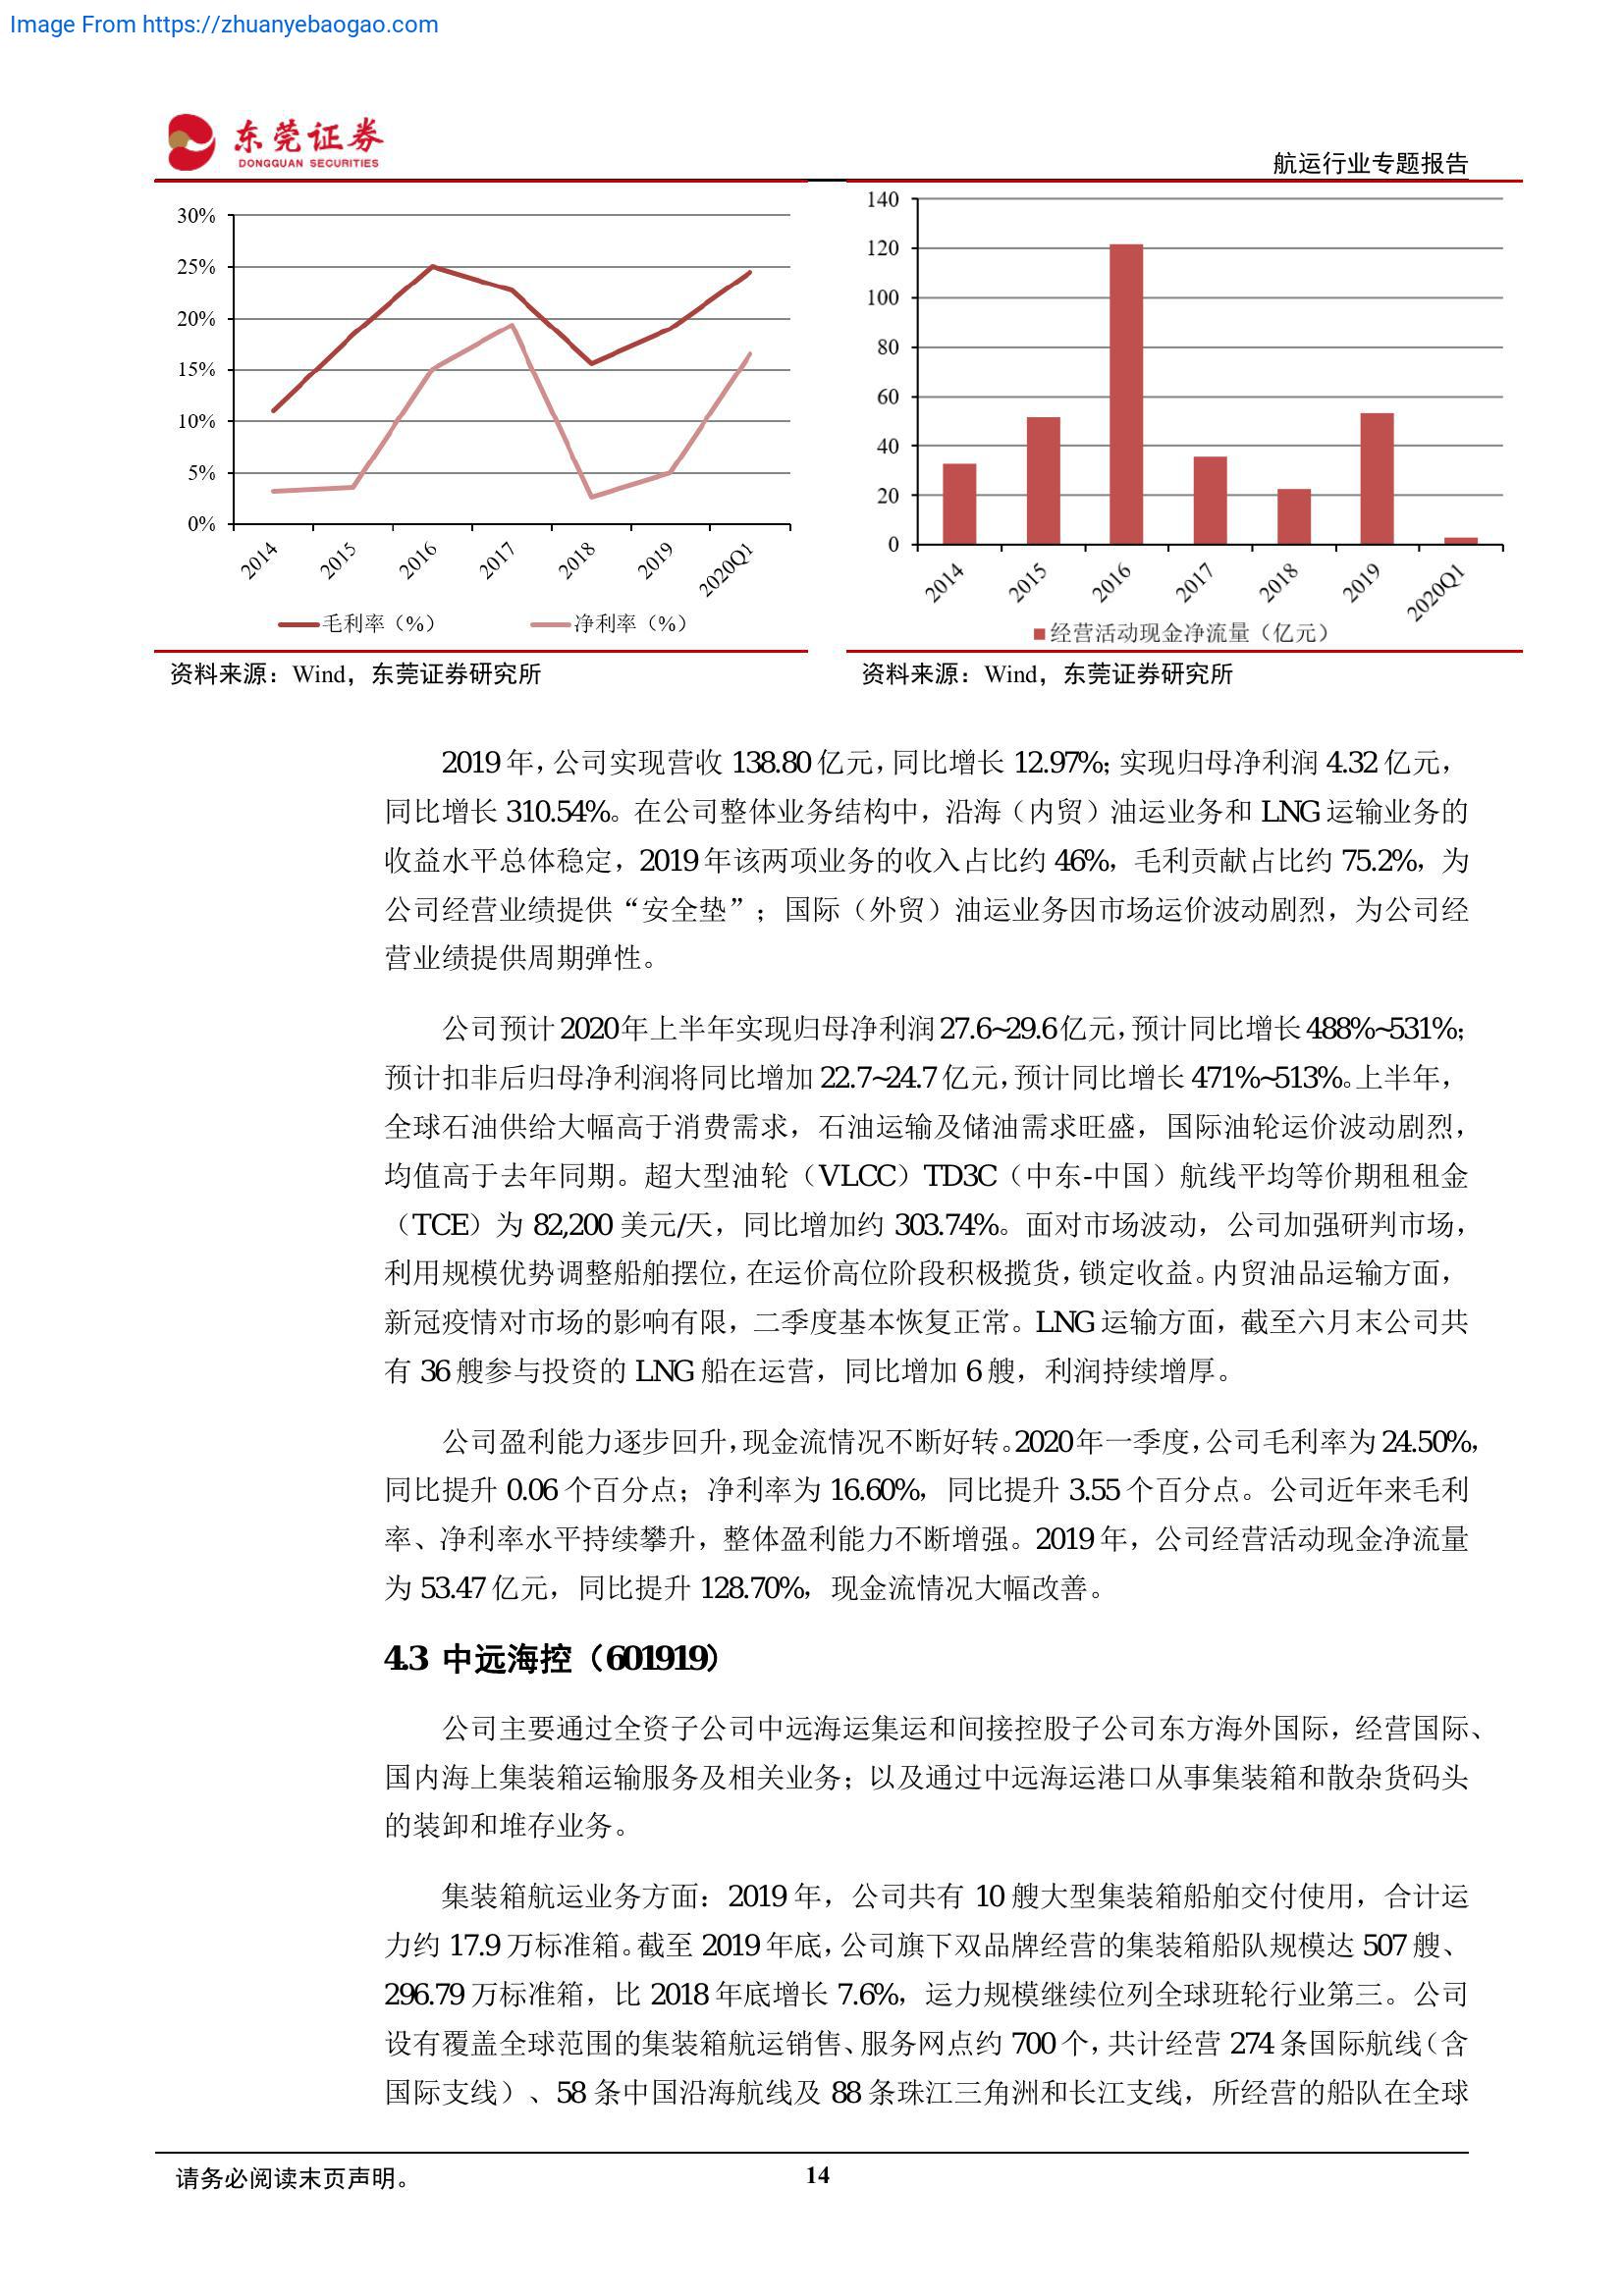 Image From https://zhuanyebaogao.com
东莞证券
DONGGUAN SECURITIES
航运行业专题报告
30%
25%
20%
15%
10%
5%
0%
2014
2015
2016
2017
2018
2019
2020Q1
毛利率（%）
净利率（%）
140
120
100
80
60
40
20
0
2014
2015
2016
2017
2018
2019
2020Q1
经营活动现金净流量（亿元）
资料来源：Wind，东莞证券研究所
资料来源：Wind，东莞证券研究所
2019 年，公司实现营收 138.80 亿元，同比增长 12.97%；实现归母净利润 4.32 亿元，
同比增长 310.54%。在公司整体业务结构中，沿海（内贸）油运业务和 LNG 运输业务的
收益水平总体稳定，2019 年该两项业务的收入占比约 46%，毛利贡献占比约 75.2%，为
公司经营业绩提供“安全垫”；国际（外贸）油运业务因市场运价波动剧烈，为公司经
营业绩提供周期弹性。
公司预计 2020 年上半年实现归母净利润 27.6~29.6 亿元，预计同比增长 488%~531%；
预计扣非后归母净利润将同比增加 22.7~24.7 亿元，预计同比增长 471%~513%。上半年，
全球石油供给大幅高于消费需求，石油运输及储油需求旺盛，国际油轮运价波动剧烈，
均值高于去年同期。超大型油轮（VLCC）TD3C（中东-中国）航线平均等价期租租金
（TCE）为 82,200 美元/天，同比增加约 303.74%。面对市场波动，公司加强研判市场，
利用规模优势调整船舶摆位，在运价高位阶段积极揽货，锁定收益。内贸油品运输方面，
新冠疫情对市场的影响有限，二季度基本恢复正常。LNG 运输方面，截至六月末公司共
有 36 艘参与投资的 LNG 船在运营，同比增加 6 艘，利润持续增厚。
公司盈利能力逐步回升，现金流情况不断好转。2020 年一季度，公司毛利率为 24.50%，
同比提升 0.06 个百分点；净利率为 16.60%，同比提升 3.55 个百分点。公司近年来毛利
率、净利率水平持续攀升，整体盈利能力不断增强。2019 年，公司经营活动现金净流量
为 53.47 亿元，同比提升 128.70%，现金流情况大幅改善。
4.3 中远海控（601919）
公司主要通过全资子公司中远海运集运和间接控股子公司东方海外国际，经营国际、
国内海上集装箱运输服务及相关业务；以及通过中远海运港口从事集装箱和散杂货码头
的装卸和堆存业务。
集装箱航运业务方面：2019 年，公司共有 10 艘大型集装箱船舶交付使用，合计运
力约 17.9 万标准箱。截至 2019 年底，公司旗下双品牌经营的集装箱船队规模达 507 艘、
296.79 万标准箱，比 2018 年底增长 7.6%，运力规模继续位列全球班轮行业第三。公司
设有覆盖全球范围的集装箱航运销售、服务网点约 700 个，共计经营 274 条国际航线（含
国际支线）、58 条中国沿海航线及 88 条珠江三角洲和长江支线，所经营的船队在全球
请务必阅读末页声明。
14